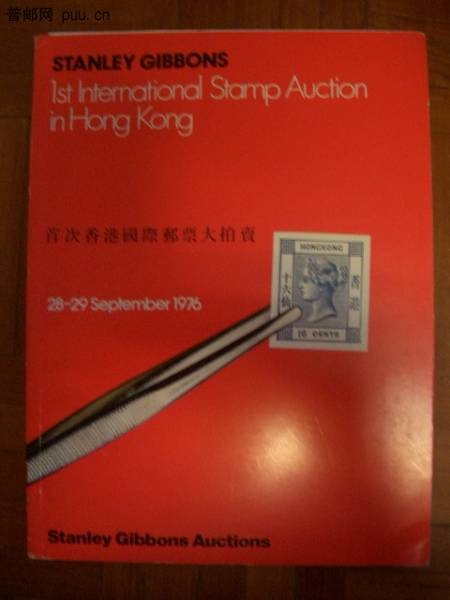 普邮网 puu.cn
STANLEY GIBBONS
1st International Stamp Auction
in Hong Kong
首次香港國際郵票大拍賣
HONGKONG
十六仙
香港
28-29 September 1976
16 CENTS
Stanley Gibbons Auctions